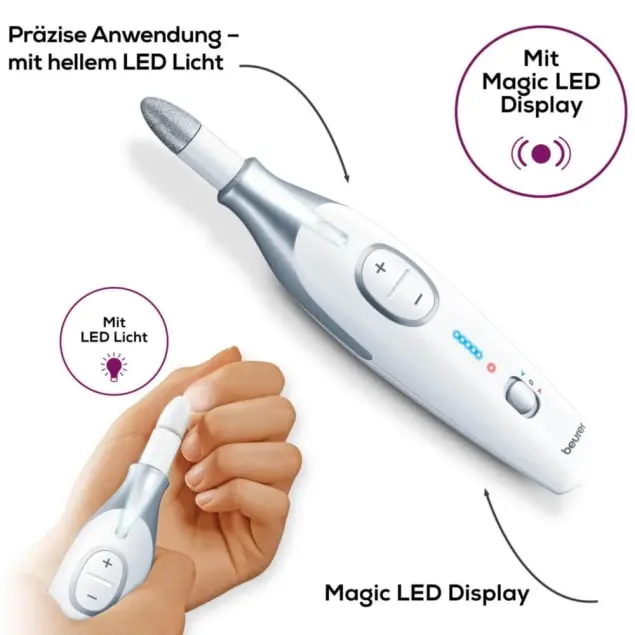 Präzise Anwendung –
mit hellem LED Licht
Mit
Magic LED
Display
+
−
beurer
Mit
LED Licht
+
−
Magic LED Display